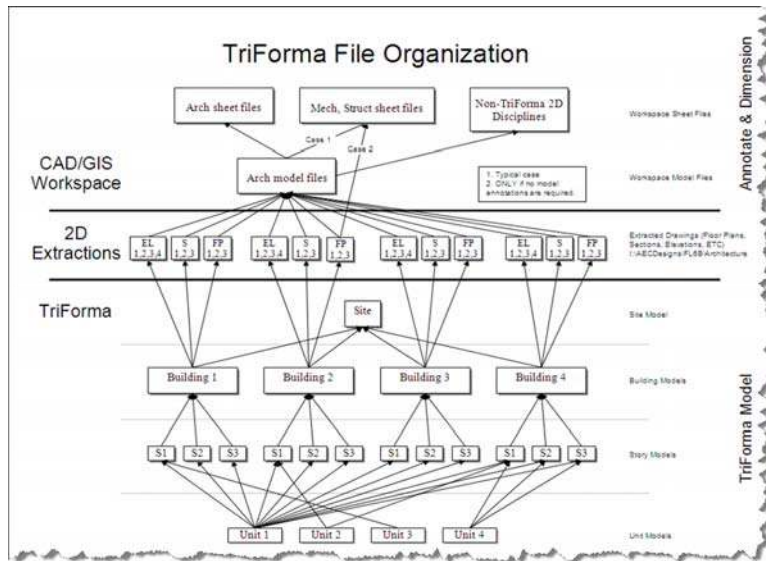 TriForma File Organization
Arch sheet files
Mech, Struct sheet files
Non-TriForma 2D
Disciplines
Workspace Sheet Files
Case 1
Case 2
CAD/GIS
Workspace
Arch model files
1. Typical case
2. ONLY if no model
annotations are required.
Workspace Model Files
Annotate & Dimension
2D
Extractions
EL
1,2,3,4
S
1,2,3
FP
1,2,3
EL
1,2,3,4
S
1,2,3
FP
1,2,3
EL
1,2,3,4
S
1,2,3
FP
1,2,3
EL
1,2,3,4
S
1,2,3
FP
1,2,3
Extracted Drawings (Floor Plans,
Sections, Elevations, ETC)
TriForma
Site
Site Model
Building 1
Building 2
Building 3
Building 4
Building Models
S1
S2
S3
S1
S2
S3
S1
S2
S3
S1
S2
S3
Story Models
Unit 1
Unit 2
Unit 3
Unit 4
Unit Models
TriForma Model